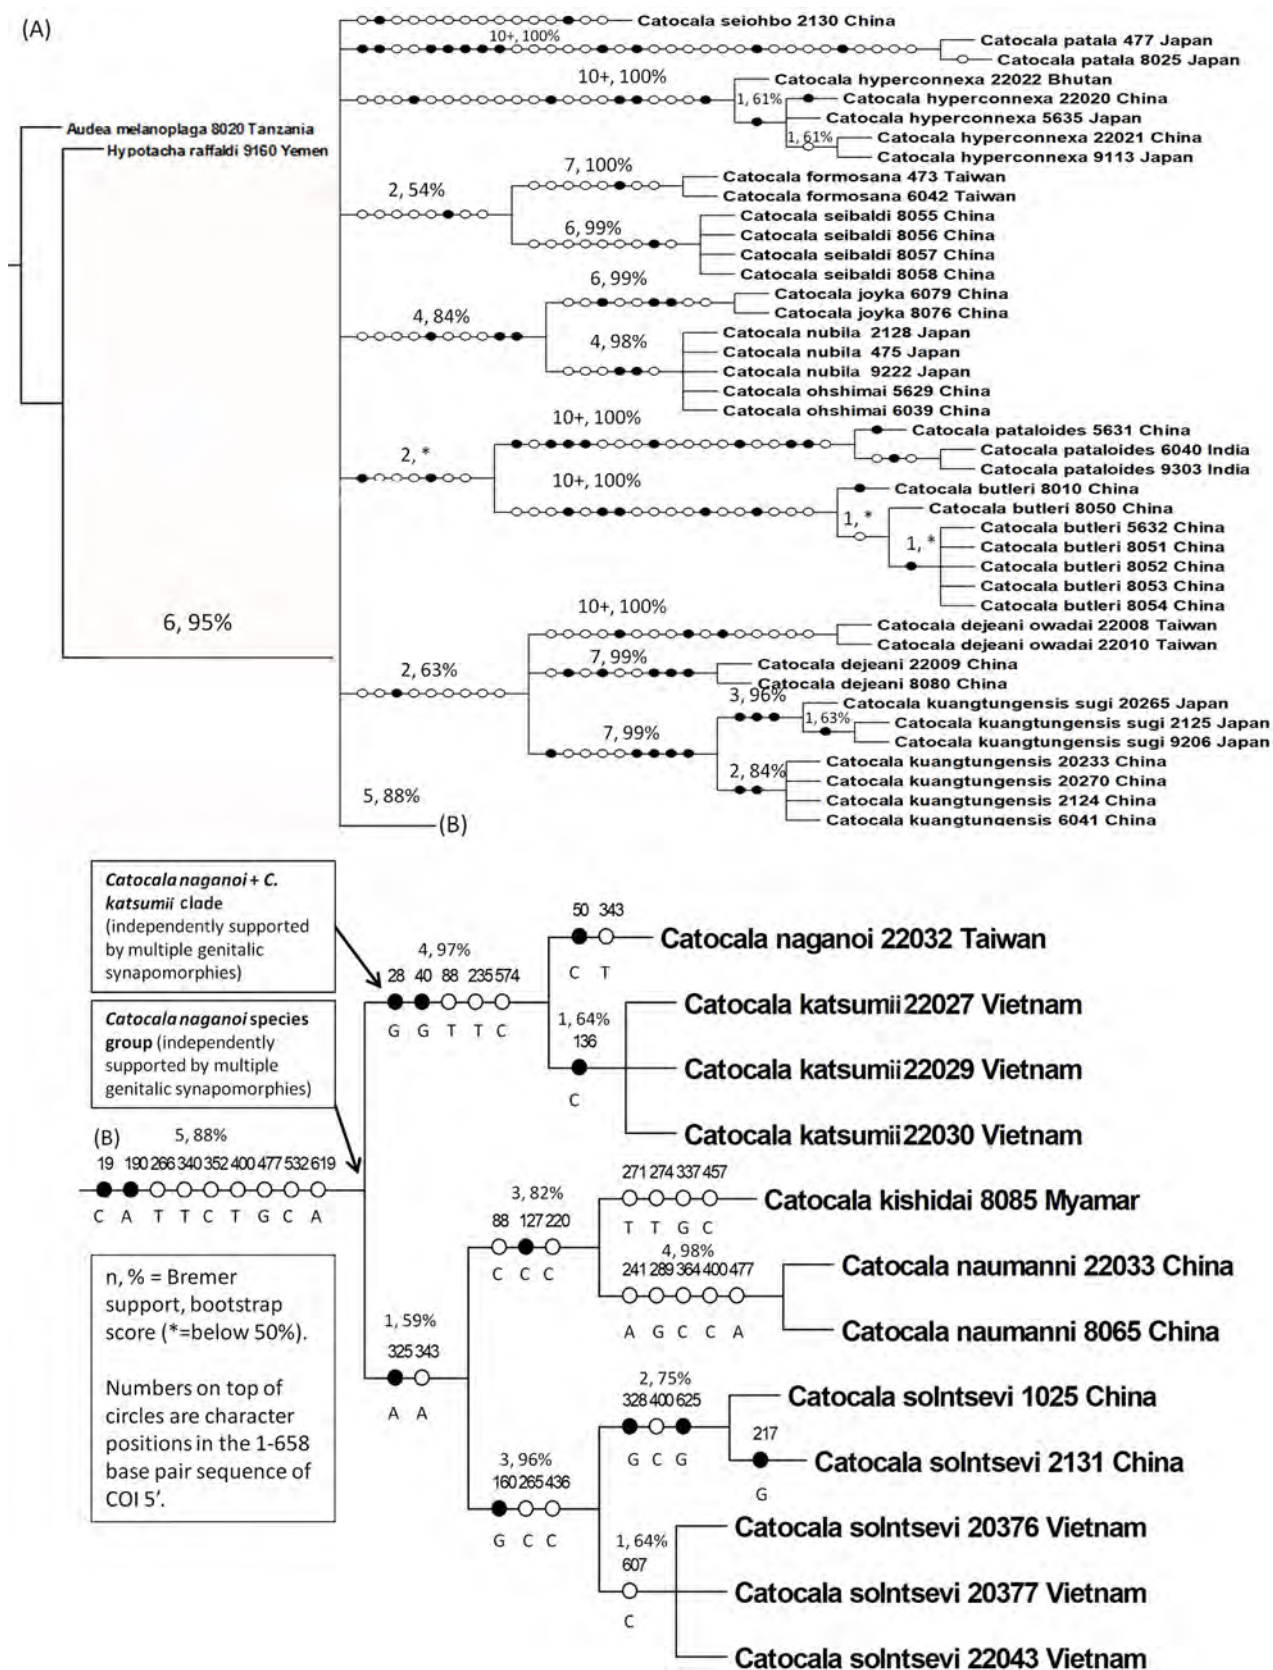 (A)
Catocala seiohbo 2130 China
10+, 100%
Catocala patala 477 Japan
Catocala patala 8025 Japan
10+, 100%
Catocala hyperconnexa 22022 Bhutan
1, 61%
Catocala hyperconnexa 22020 China
Catocala hyperconnexa 5635 Japan
1, 61%
Catocala hyperconnexa 22021 China
Catocala hyperconnexa 9113 Japan
Audea melanoplaga 8020 Tanzania
Hypotacha raffaldi 9160 Yemen
7, 100%
Catocala formosana 473 Taiwan
2, 54%
Catocala formosana 6042 Taiwan
Catocala seibaldi 8055 China
6, 99%
Catocala seibaldi 8056 China
Catocala seibaldi 8057 China
Catocala seibaldi 8058 China
6, 99%
Catocala joyka 6079 China
Catocala joyka 8076 China
4, 84%
Catocala nubila 2128 Japan
4, 98%
Catocala nubila 475 Japan
Catocala nubila 9222 Japan
Catocala ohshimai 5629 China
Catocala ohshimai 6039 China
10+, 100%
Catocala pataloides 5631 China
2, *
Catocala pataloides 6040 India
Catocala pataloides 9303 India
10+, 100%
Catocala butleri 8010 China
Catocala butleri 8050 China
1, *
Catocala butleri 5632 China
1, *
Catocala butleri 8051 China
Catocala butleri 8052 China
Catocala butleri 8053 China
Catocala butleri 8054 China
10+, 100%
6, 95%
Catocala dejeani owadai 22008 Taiwan
Catocala dejeani owadai 22010 Taiwan
2, 63%
7, 99%
Catocala dejeani 22009 China
Catocala dejeani 8080 China
3, 96%
Catocala kuangtungensis sugi 20265 Japan
1, 63%
Catocala kuangtungensis sugi 2125 Japan
7, 99%
Catocala kuangtungensis sugi 9206 Japan
Catocala kuangtungensis 20233 China
2, 84%
Catocala kuangtungensis 20270 China
Catocala kuangtungensis 2124 China
5, 88%
Catocala kuangtungensis 6041 China
(B)
Catocala naganoi + C.
katsumii clade
(independently supported
by multiple genitalic
synapomorphies)
Catocala naganoi species
group (independently
supported by multiple
genitalic synapomorphies)
50 343
Catocala naganoi 22032 Taiwan
C T
4, 97%
28 40 88 235 574
G G T T C
1, 64%
136
C
Catocala katsumii 22027 Vietnam
Catocala katsumii 22029 Vietnam
Catocala katsumii 22030 Vietnam
(B)
5, 88%
19 190 266 340 352 400 477 532 619
C A T T C T G C A
3, 82%
88 127 220
C C C
271 274 337 457
Catocala kishidai 8085 Myamar
T T G C
4, 98%
241 289 364 400 477
A G C C A
Catocala naumanni 22033 China
Catocala naumanni 8065 China
1, 59%
325 343
A A
n, % = Bremer
support, bootstrap
score (*=below 50%).
Numbers on top of
circles are character
positions in the 1-658
base pair sequence of
COI 5’.
2, 75%
328 400 625
G C G
Catocala solntsevi 1025 China
217
Catocala solntsevi 2131 China
G
3, 96%
160 265 436
G C C
1, 64%
607
C
Catocala solntsevi 20376 Vietnam
Catocala solntsevi 20377 Vietnam
Catocala solntsevi 22043 Vietnam